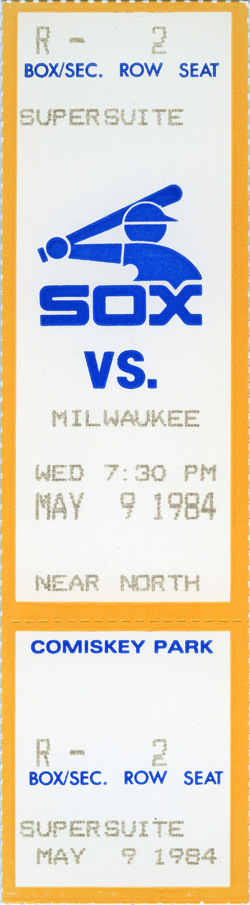 R - 2
BOX/SEC. ROW SEAT
SUPERSUITE
SOX
VS.
MILWAUKEE
WED 7:30 PM
MAY 9 1984
NEAR NORTH
COMISKEY PARK
R - 2
BOX/SEC. ROW SEAT
SUPERSUITE
MAY 9 1984